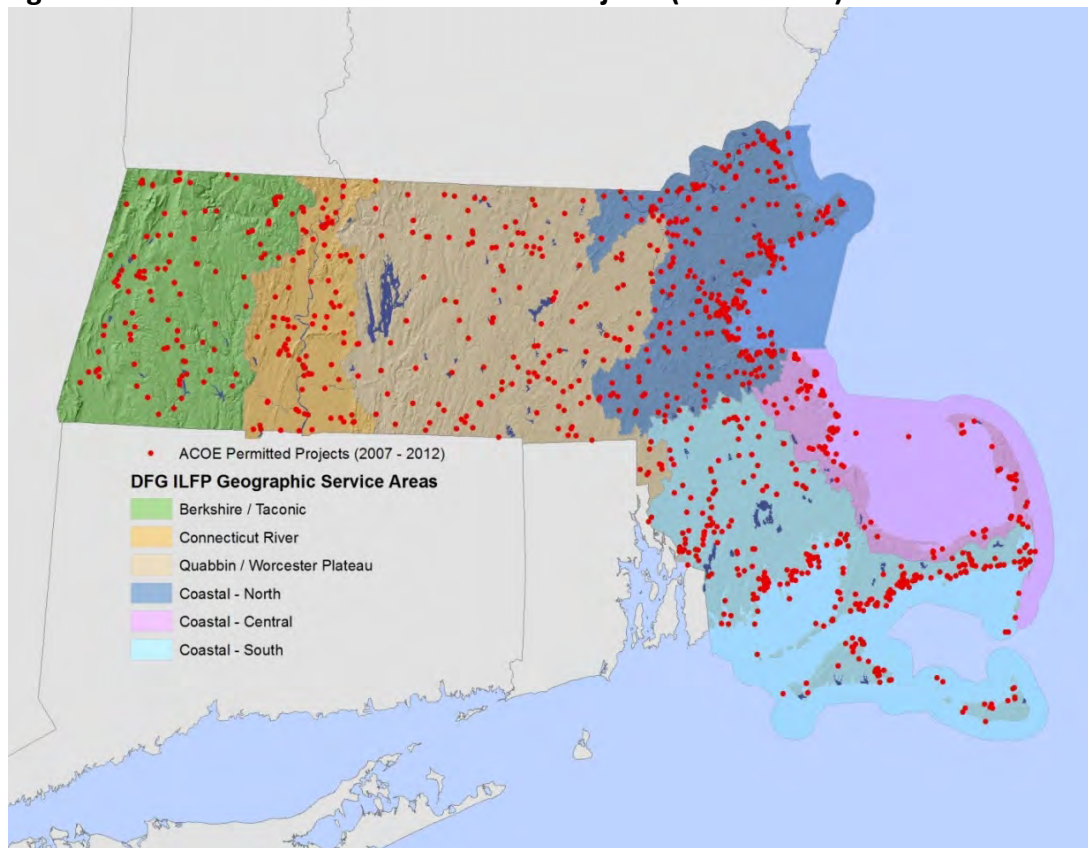 ACOE Permitted Projects (2007 - 2012)
DFG ILFP Geographic Service Areas
Berkshire / Taconic
Connecticut River
Quabbin / Worcester Plateau
Coastal - North
Coastal - Central
Coastal - South